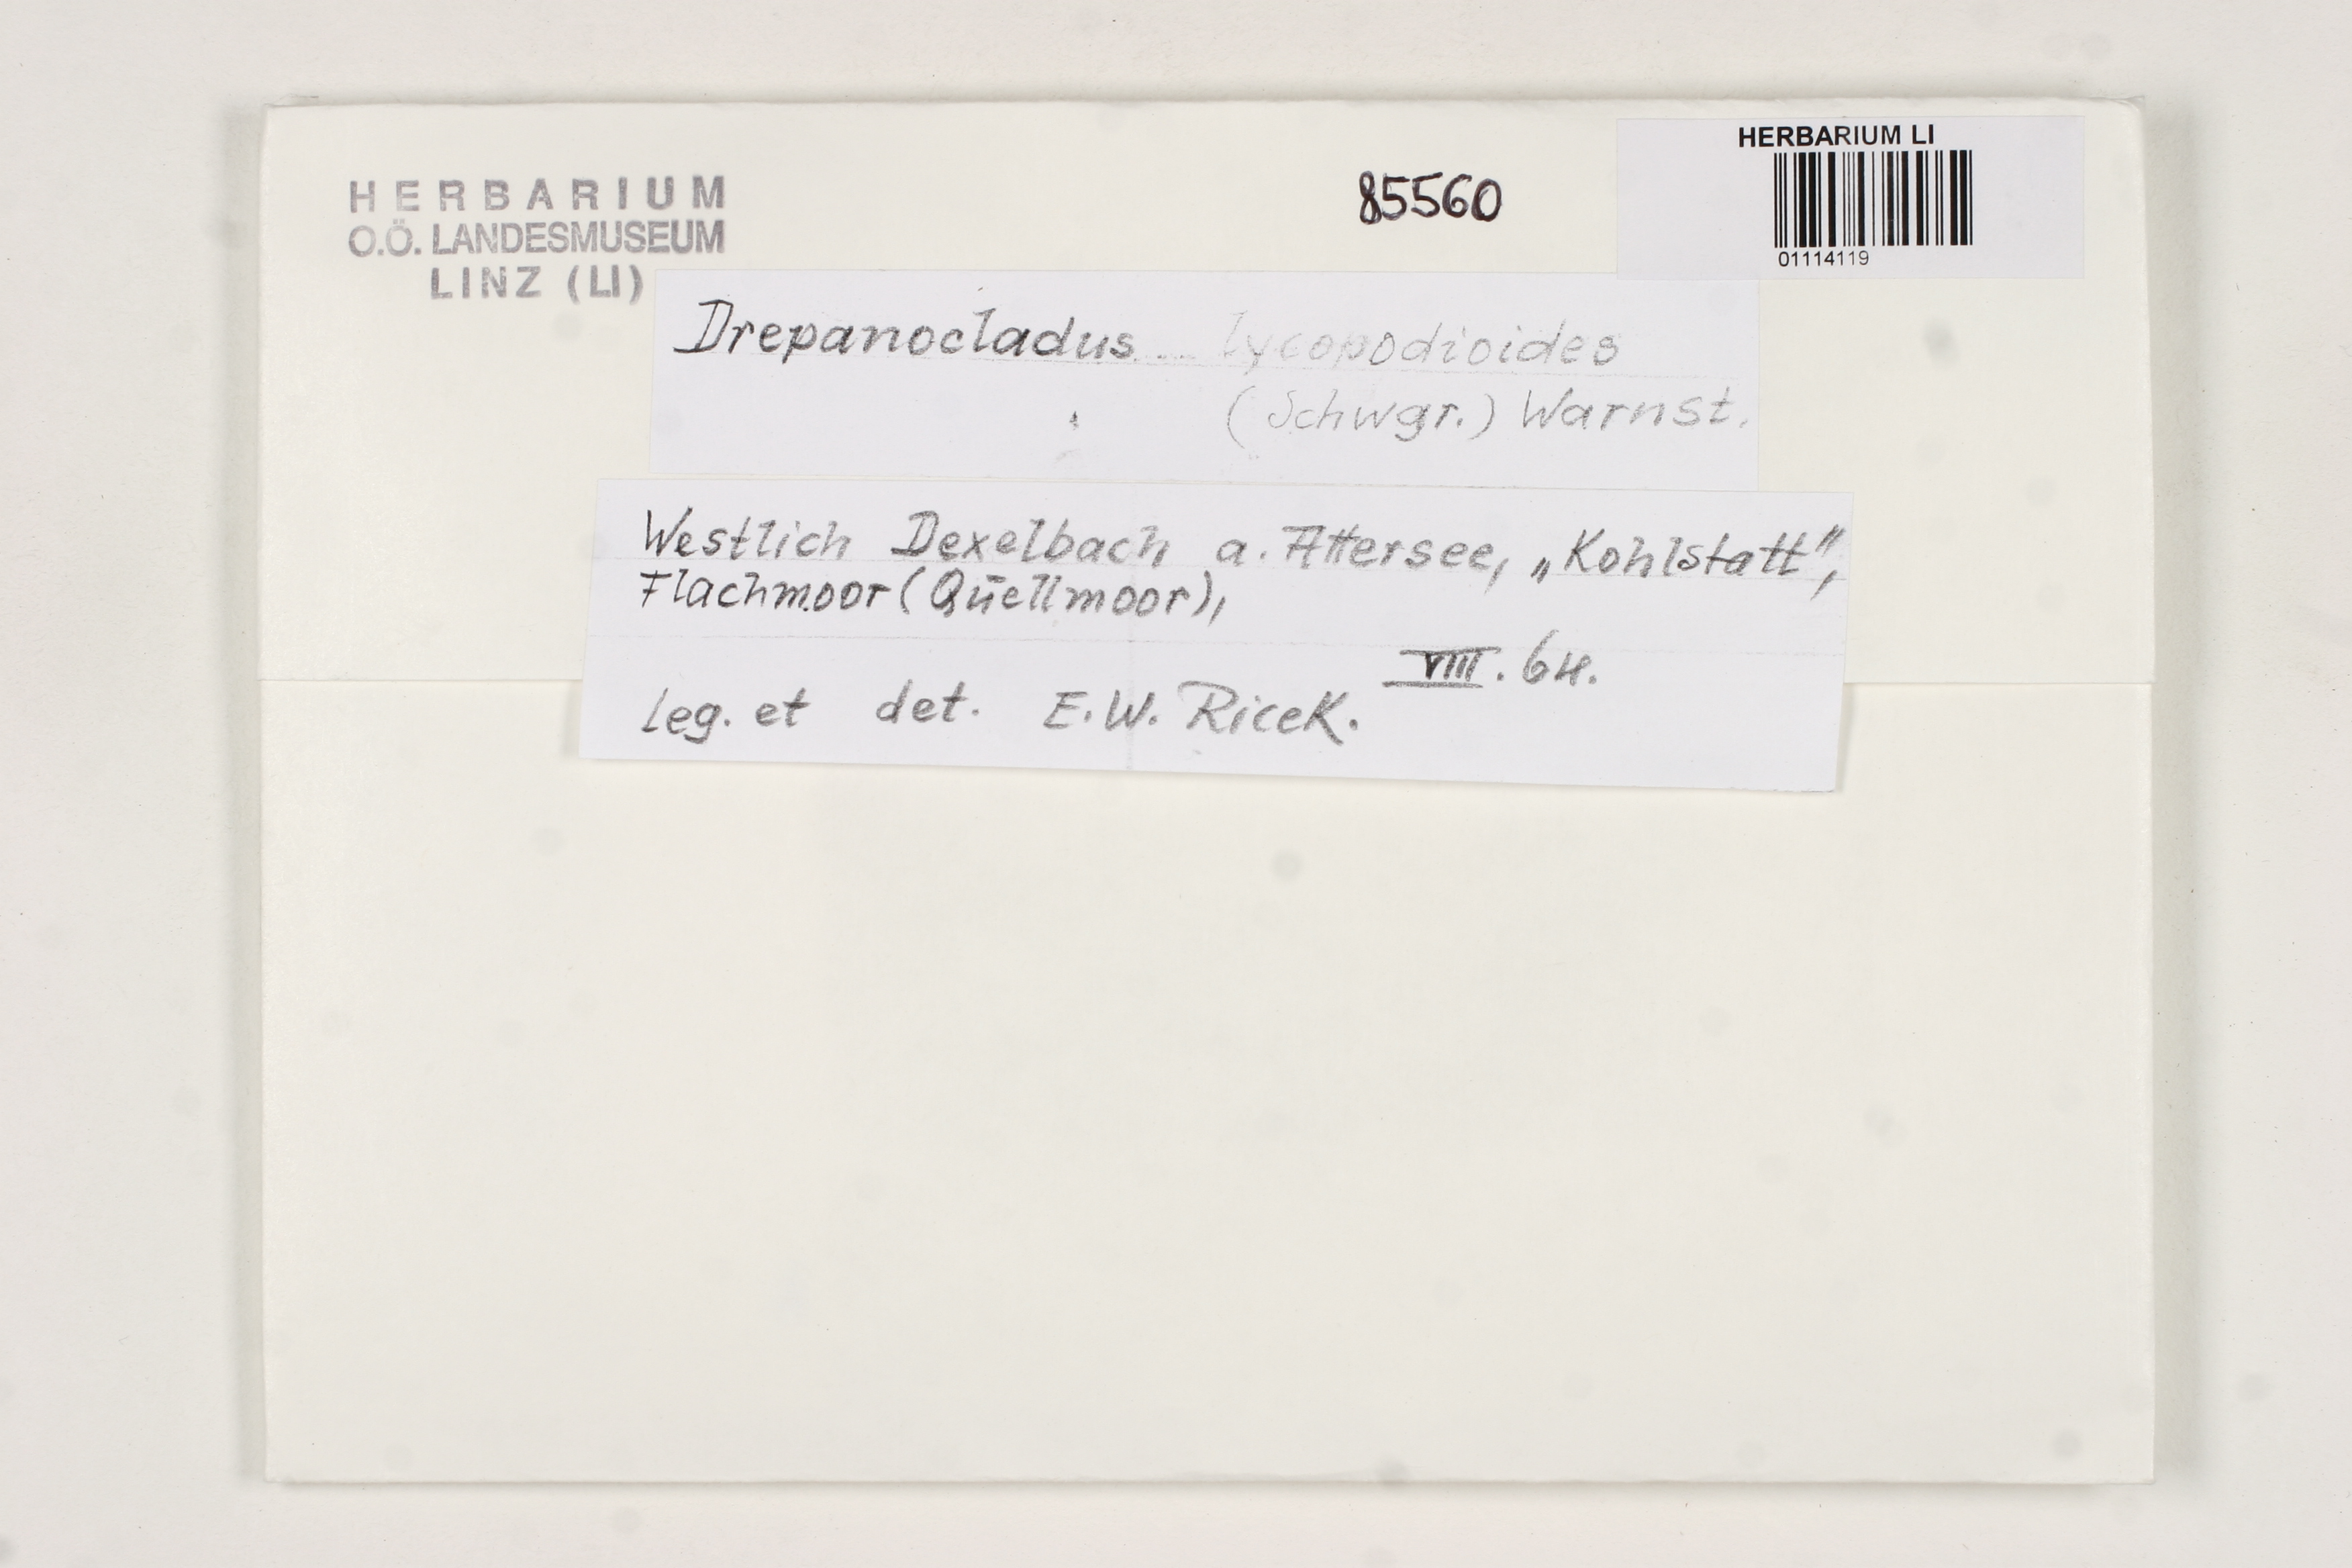 HERBARIUM
O.Ö. LANDESMUSEUM
LINZ (LI)
85560
HERBARIUM LI
01114119
Drepanocladus lycopodioides
(Schwgr.) Warnst.
Westlich Dexelbach a. Attersee, „Kohlstatt",
Flachmoor (Quellmoor),
VIII. 64.
Leg. et det. E. W. Ricek.